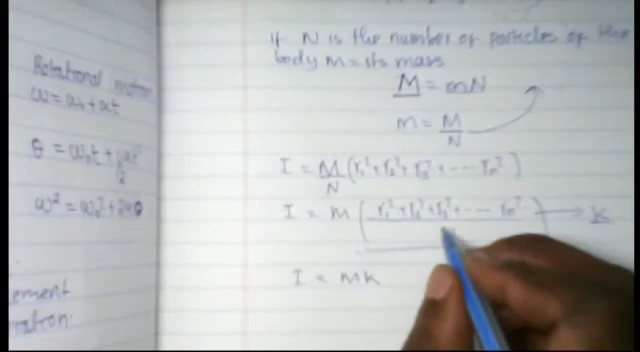 Rotational motion
ω = ω₀ + αt
θ = ω₀t + ½αt²
ω² = ω₀² + 2αθ
ement
If N is the number of particles of the
body M = its mass
M = mN
m = M/N
I = M/N (r₁² + r₂² + r₃² + --- rₙ²)
I = M ( r₁² + r₂² + r₃² + --- rₙ² → K
I = MK